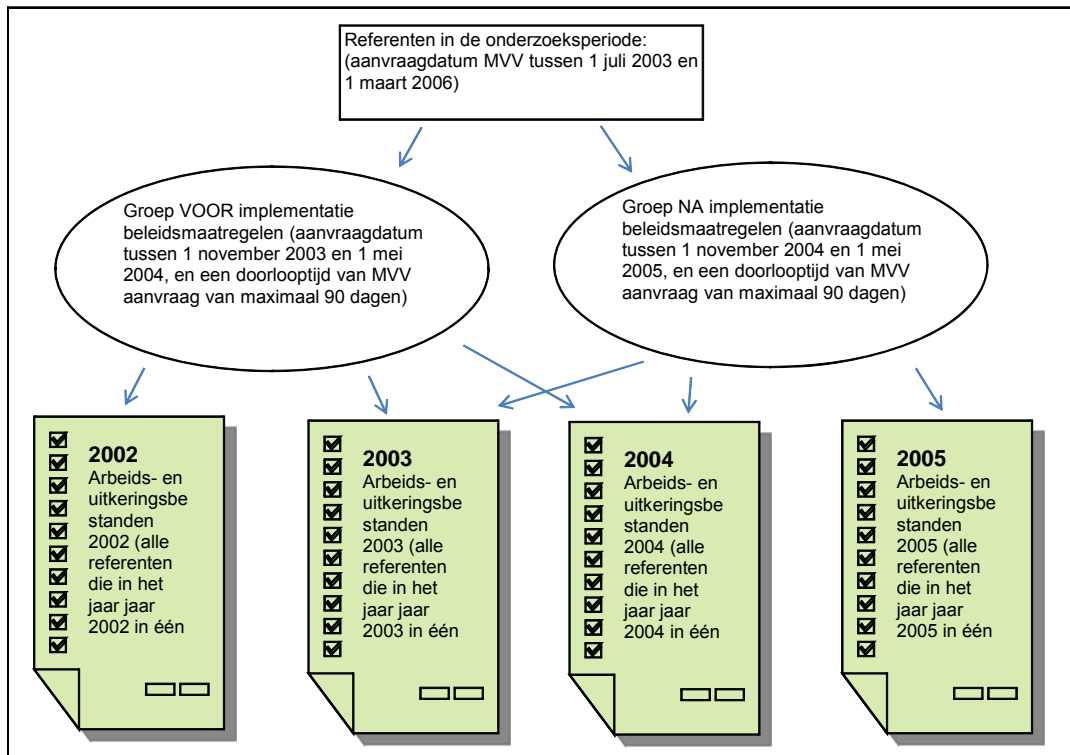 Referenten in de onderzoeksperiode:
(aanvraagdatum MVV tussen 1 juli 2003 en
1 maart 2006)
Groep VOOR implementatie
beleidsmaatregelen (aanvraagdatum
tussen 1 november 2003 en 1 mei
2004, en een doorlooptijd van MVV
aanvraag van maximaal 90 dagen)
Groep NA implementatie
beleidsmaatregelen (aanvraagdatum
tussen 1 november 2004 en 1 mei
2005, en een doorlooptijd van MVV
aanvraag van maximaal 90 dagen)
2002
Arbeids- en
uitkeringsbe
standen
2002 (alle
referenten
die in het
jaar jaar
2002 in één
2003
Arbeids- en
uitkeringsbe
standen
2003 (alle
referenten
die in het
jaar jaar
2003 in één
2004
Arbeids- en
uitkeringsbe
standen
2004 (alle
referenten
die in het
jaar jaar
2004 in één
2005
Arbeids- en
uitkeringsbe
standen
2005 (alle
referenten
die in het
jaar jaar
2005 in één